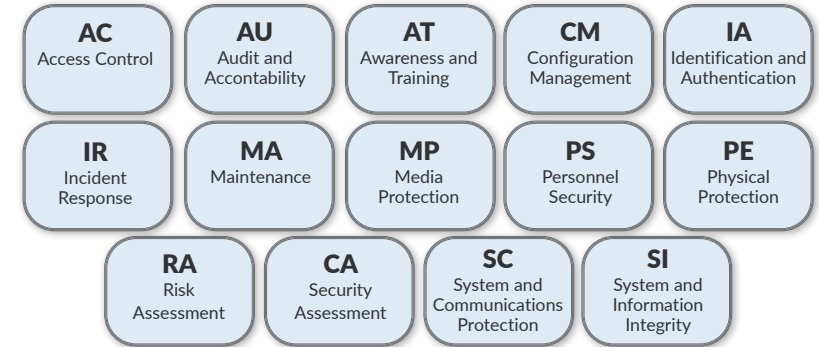 AC
Access Control
AU
Audit and
Accontability
AT
Awareness and
Training
CM
Configuration
Management
IA
Identification and
Authentication
IR
Incident
Response
MA
Maintenance
MP
Media
Protection
PS
Personnel
Security
PE
Physical
Protection
RA
Risk
Assessment
CA
Security
Assessment
SC
System and
Communications
Protection
SI
System and
Information
Integrity